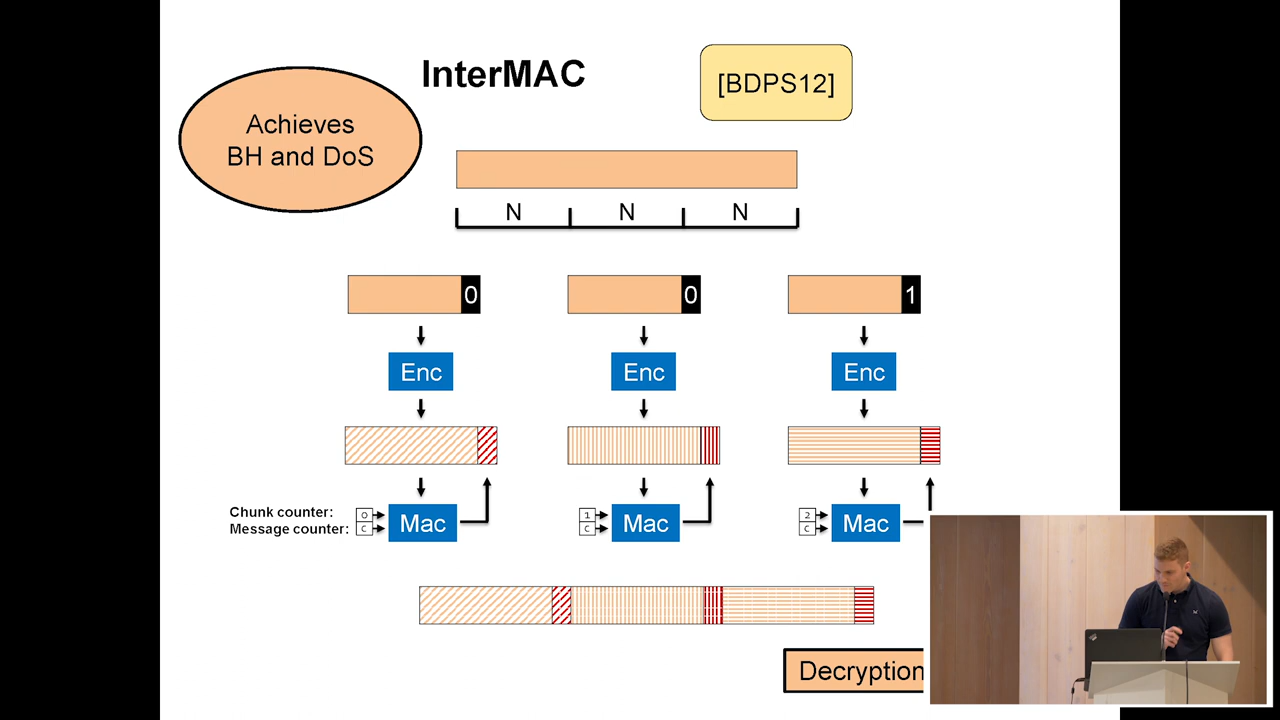 InterMAC
[BDPS12]
Achieves
BH and DoS
N N N
0 0 1
Enc Enc Enc
Chunk counter: 0 1 2
Message counter: C C C
Mac Mac Mac
Decryption